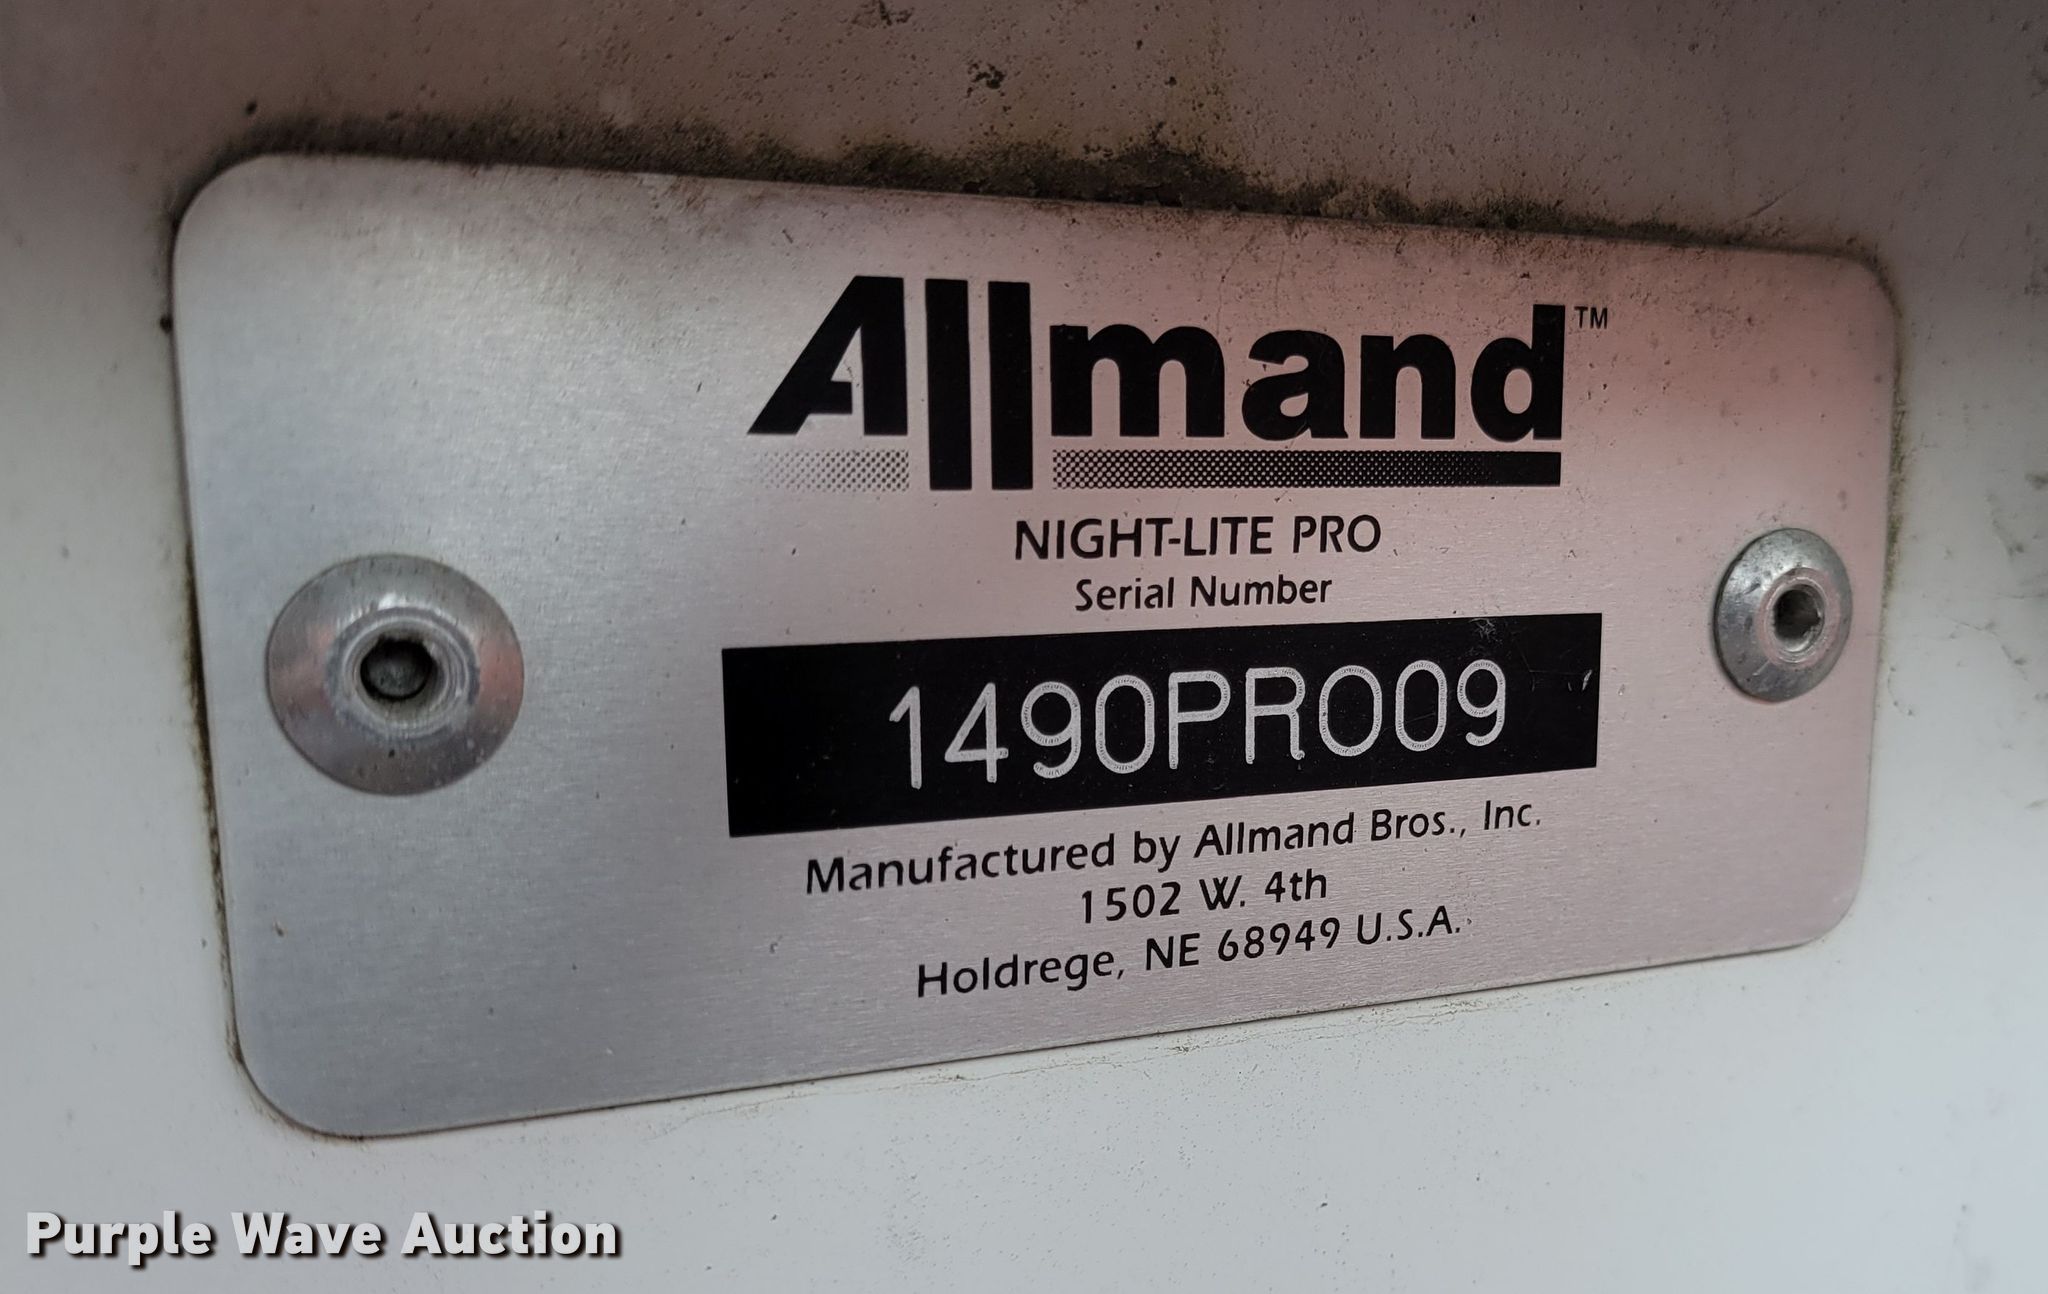 Allmand™
NIGHT-LITE PRO
Serial Number
1490PRO09
Manufactured by Allmand Bros., Inc.
1502 W. 4th
Holdrege, NE 68949 U.S.A.
Purple Wave Auction